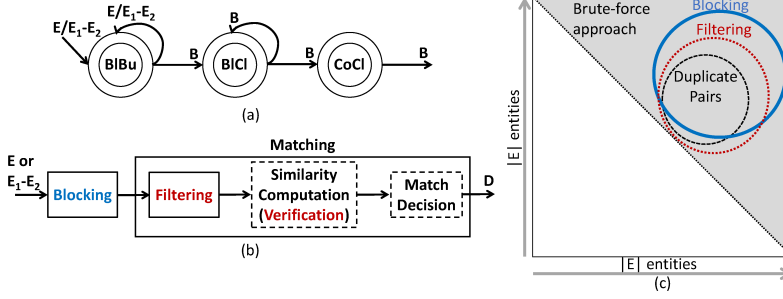 E/E₁-E₂
E/E₁-E₂
B
BlBu
B
BlCl
B
CoCl
B
(a)
Matching
E or
E₁-E₂
Blocking
Filtering
Similarity
Computation
(Verification)
Match
Decision
D
(b)
Brute-force
approach
Blocking
Filtering
Duplicate
Pairs
|E| entities
|E| entities
(c)